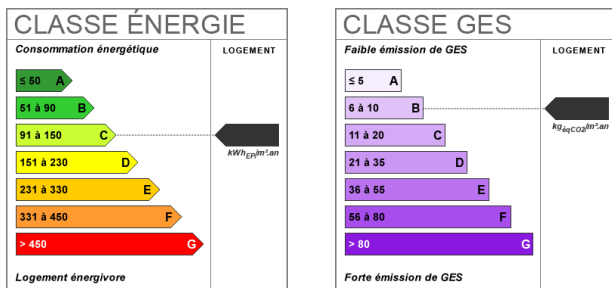 CLASSE ÉNERGIE
Consommation énergétique
LOGEMENT
≤ 50 A
51 à 90 B
91 à 150 C
151 à 230 D
231 à 330 E
331 à 450 F
> 450 G
kWhEP/m².an
Logement énergivore
CLASSE GES
Faible émission de GES
LOGEMENT
≤ 5 A
6 à 10 B
11 à 20 C
21 à 35 D
36 à 55 E
56 à 80 F
> 80 G
kgéqCO2/m².an
Forte émission de GES